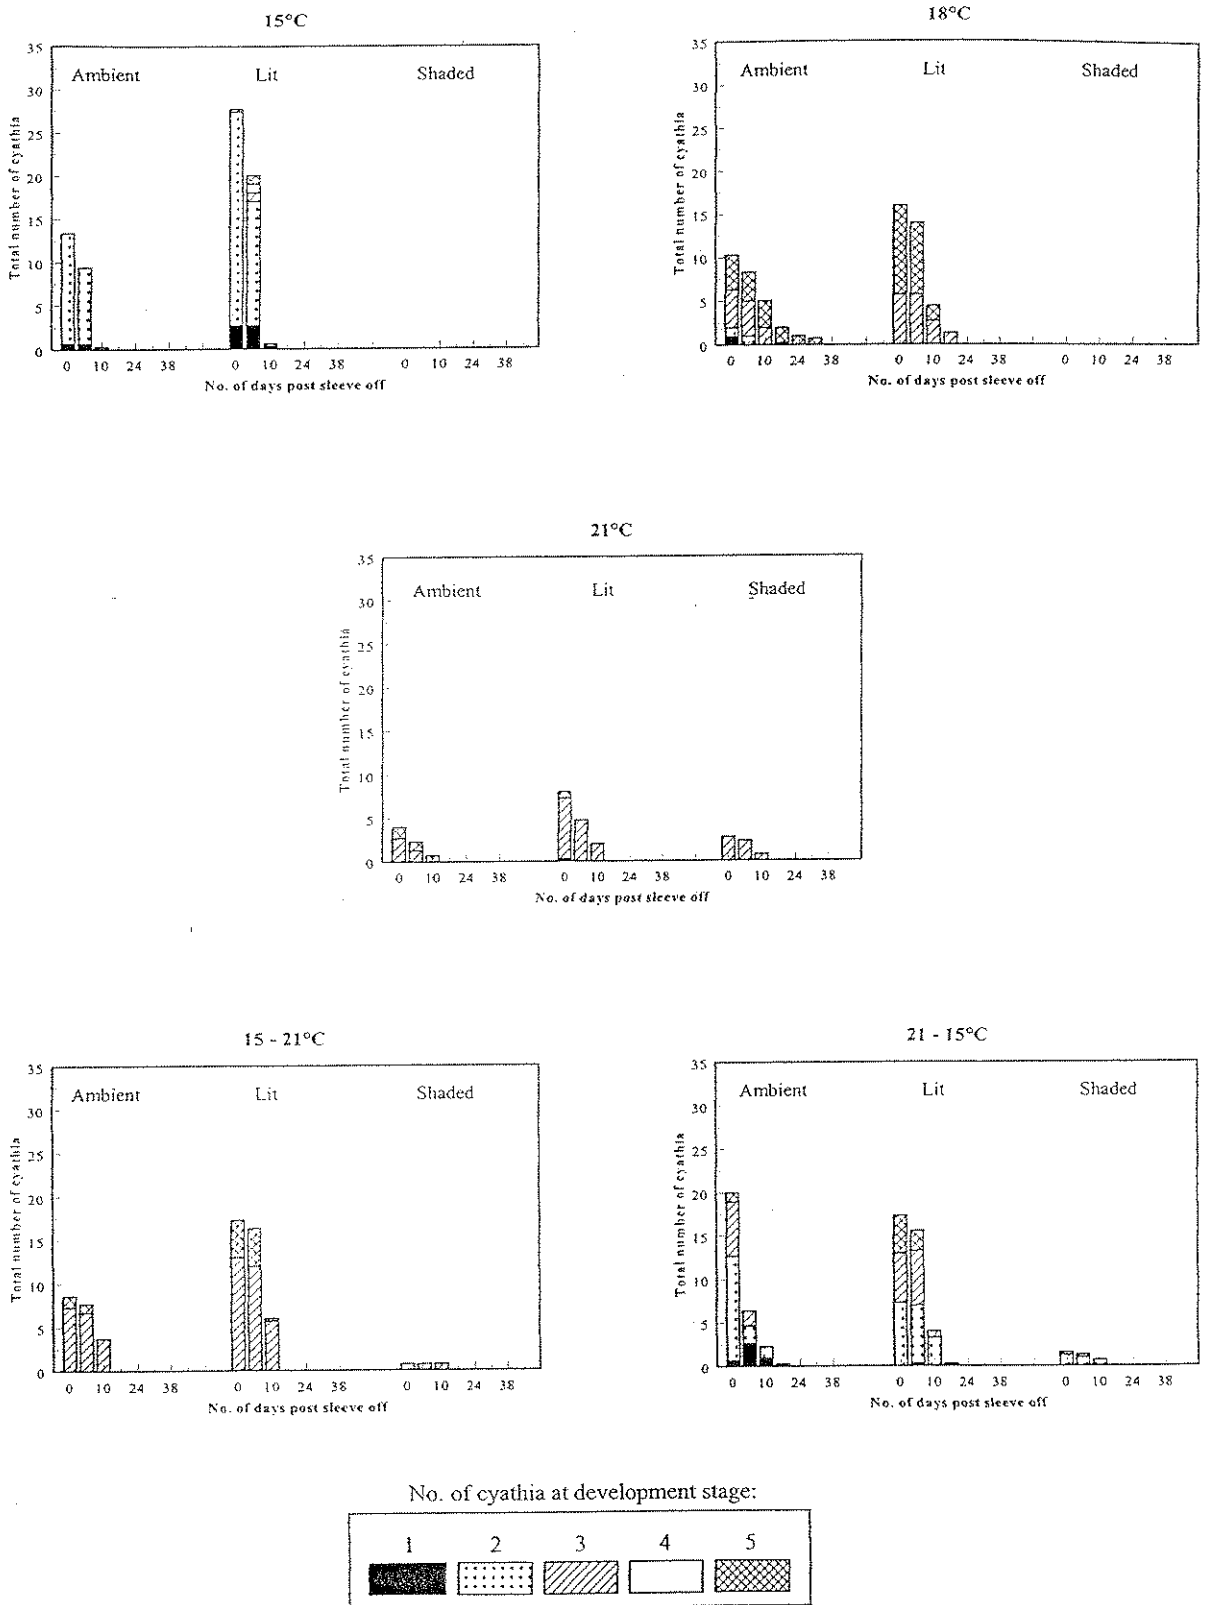 15°C
35
Ambient Lit Shaded
30
25
20
15
10
5
0
Total number of cyathia
0 10 24 38 0 10 24 38 0 10 24 38
No. of days post sleeve off
18°C
35
Ambient Lit Shaded
30
25
20
15
10
5
0
Total number of cyathia
0 10 24 38 0 10 24 38 0 10 24 38
No. of days post sleeve off
21°C
35
Ambient Lit Shaded
30
25
20
15
10
5
0
Total number of cyathia
0 10 24 38 0 10 24 38 0 10 24 38
No. of days post sleeve off
15 - 21°C
35
Ambient Lit Shaded
30
25
20
15
10
5
0
Total number of cyathia
0 10 24 38 0 10 24 38 0 10 24 38
No. of days post sleeve off
21 - 15°C
35
Ambient Lit Shaded
30
25
20
15
10
5
0
Total number of cyathia
0 10 24 38 0 10 24 38 0 10 24 38
No. of days post sleeve off
No. of cyathia at development stage:
1 2 3 4 5